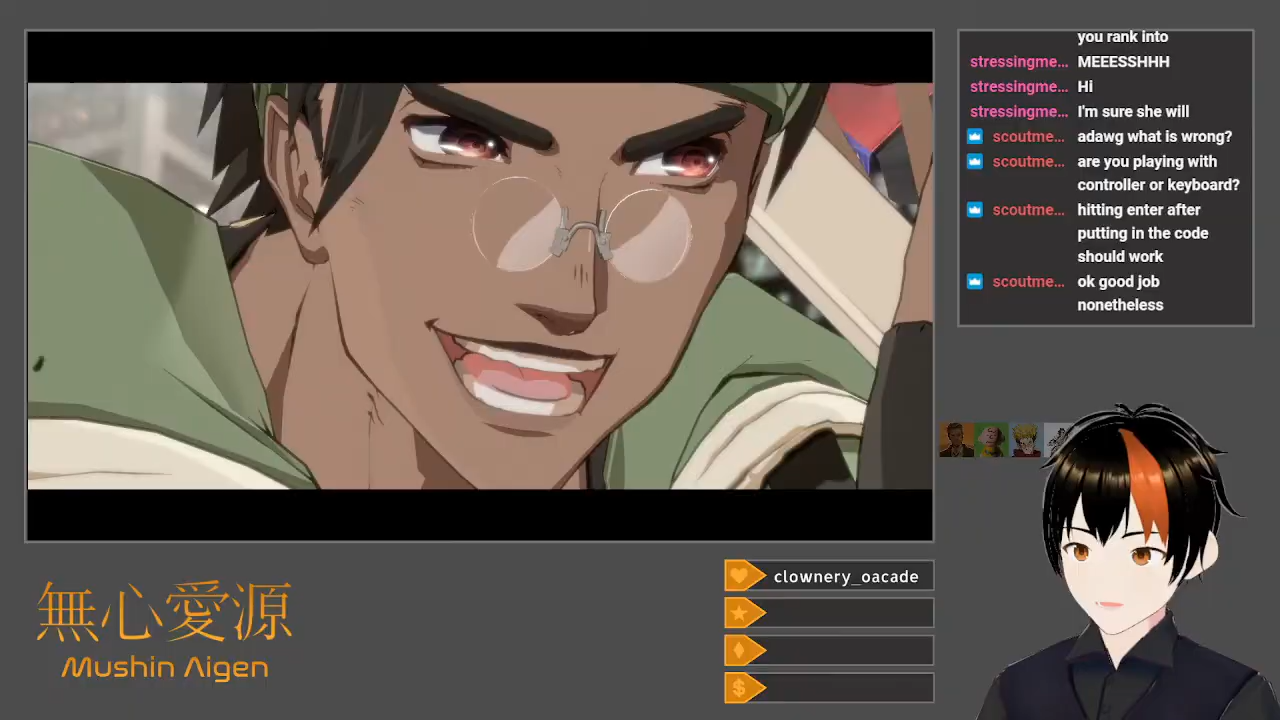 you rank into
stressingme... MEEESSHHH
stressingme... Hi
stressingme... I'm sure she will
scoutme... adawg what is wrong?
scoutme... are you playing with
controller or keyboard?
scoutme... hitting enter after
putting in the code
should work
scoutme... ok good job
nonetheless
clownery_oacade
無心愛源
Mushin Aigen